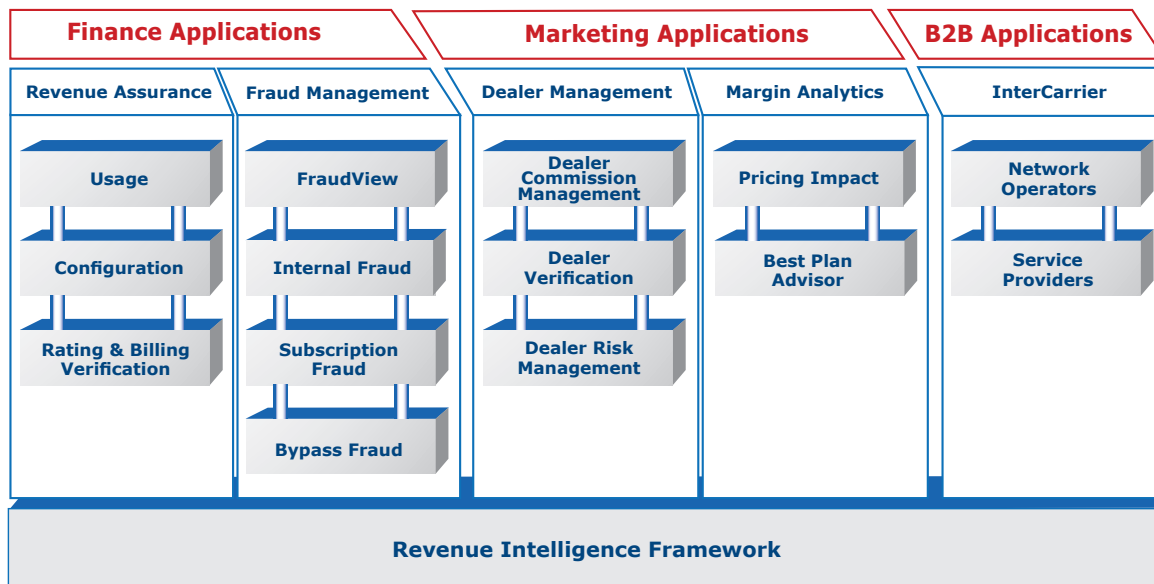 Finance Applications
Marketing Applications
B2B Applications
Revenue Assurance
Fraud Management
Dealer Management
Margin Analytics
InterCarrier
Usage
Configuration
Rating & Billing
Verification
FraudView
Internal Fraud
Subscription
Fraud
Bypass Fraud
Dealer
Commission
Management
Dealer
Verification
Dealer Risk
Management
Pricing Impact
Best Plan
Advisor
Network
Operators
Service
Providers
Revenue Intelligence Framework